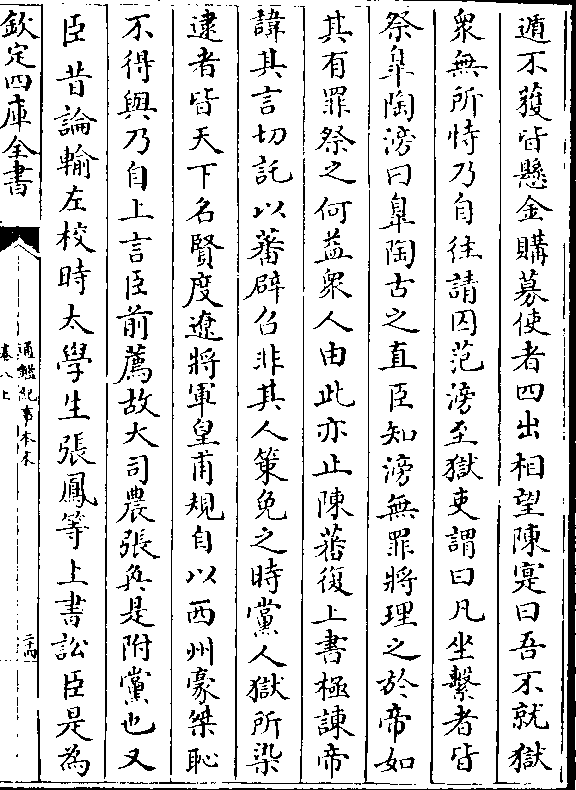 遁不獲皆懸金購募使者四出相望陳寔曰吾不就獄
衆無所恃乃自往請囚范滂至獄吏謂曰凡坐繫者皆
祭臯陶滂曰臯陶古之直臣知滂無罪將理之於帝如
其有罪祭之何益衆人由此亦止陳蕃復上書極諫帝
諱其言切託以蕃辟召非其人策免之時黨人獄所染
逮者皆天下名賢度遼將軍皇甫規自以西州豪桀恥
不得與乃自上言臣前薦故大司農張奐是附黨也又
臣昔論輸左校時太學生張鳳等上書訟臣是為
欽定四庫全書
通鑑紀事本末
卷八上